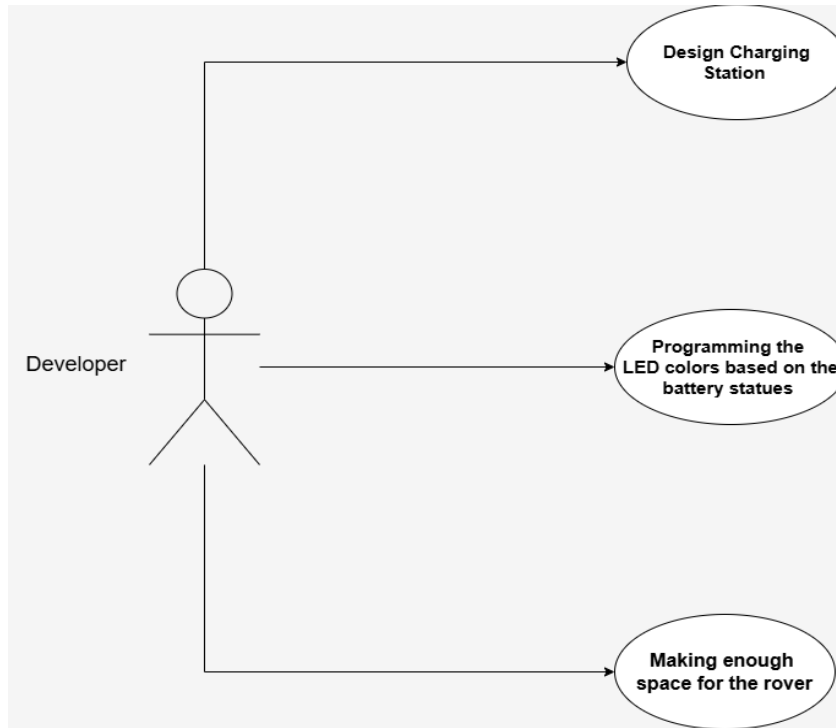 Design Charging
Station
Developer
Programming the
LED colors based on the
battery statues
Making enough
space for the rover